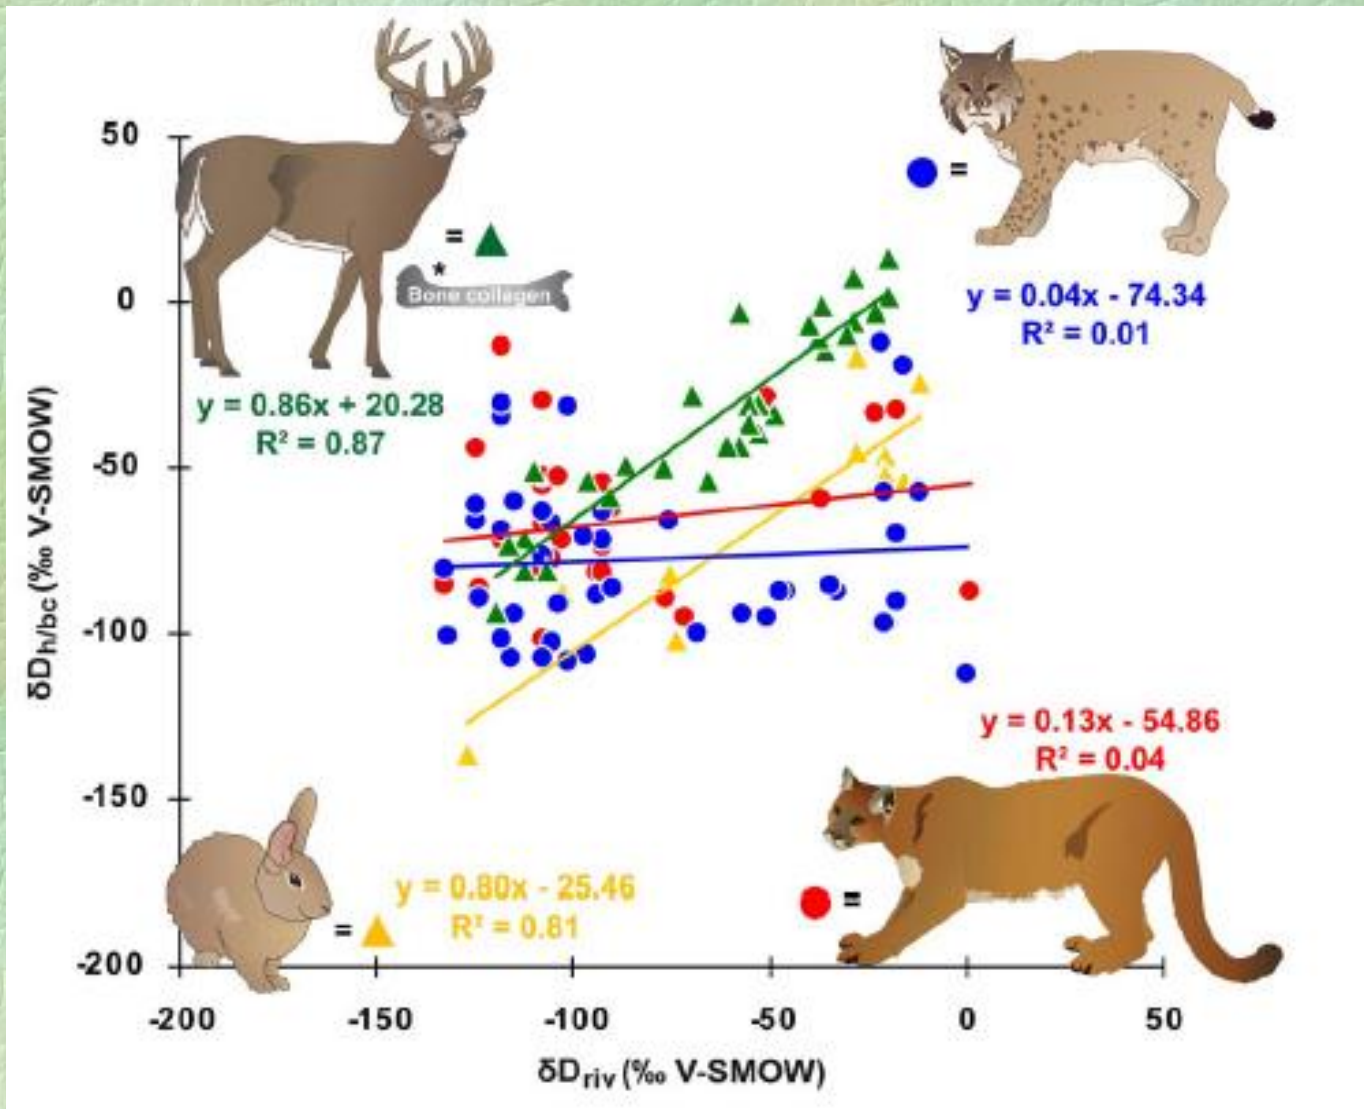 50
0
-50
-100
-150
-200
-200 -150 -100 -50 0 50
δD_h/bc (‰ V-SMOW)
δD_riv (‰ V-SMOW)
= 
*
Bone collagen
y = 0.86x + 20.28
R² = 0.87
=
y = 0.04x - 74.34
R² = 0.01
y = 0.13x - 54.86
R² = 0.04
=
y = 0.80x - 25.46
R² = 0.81
=